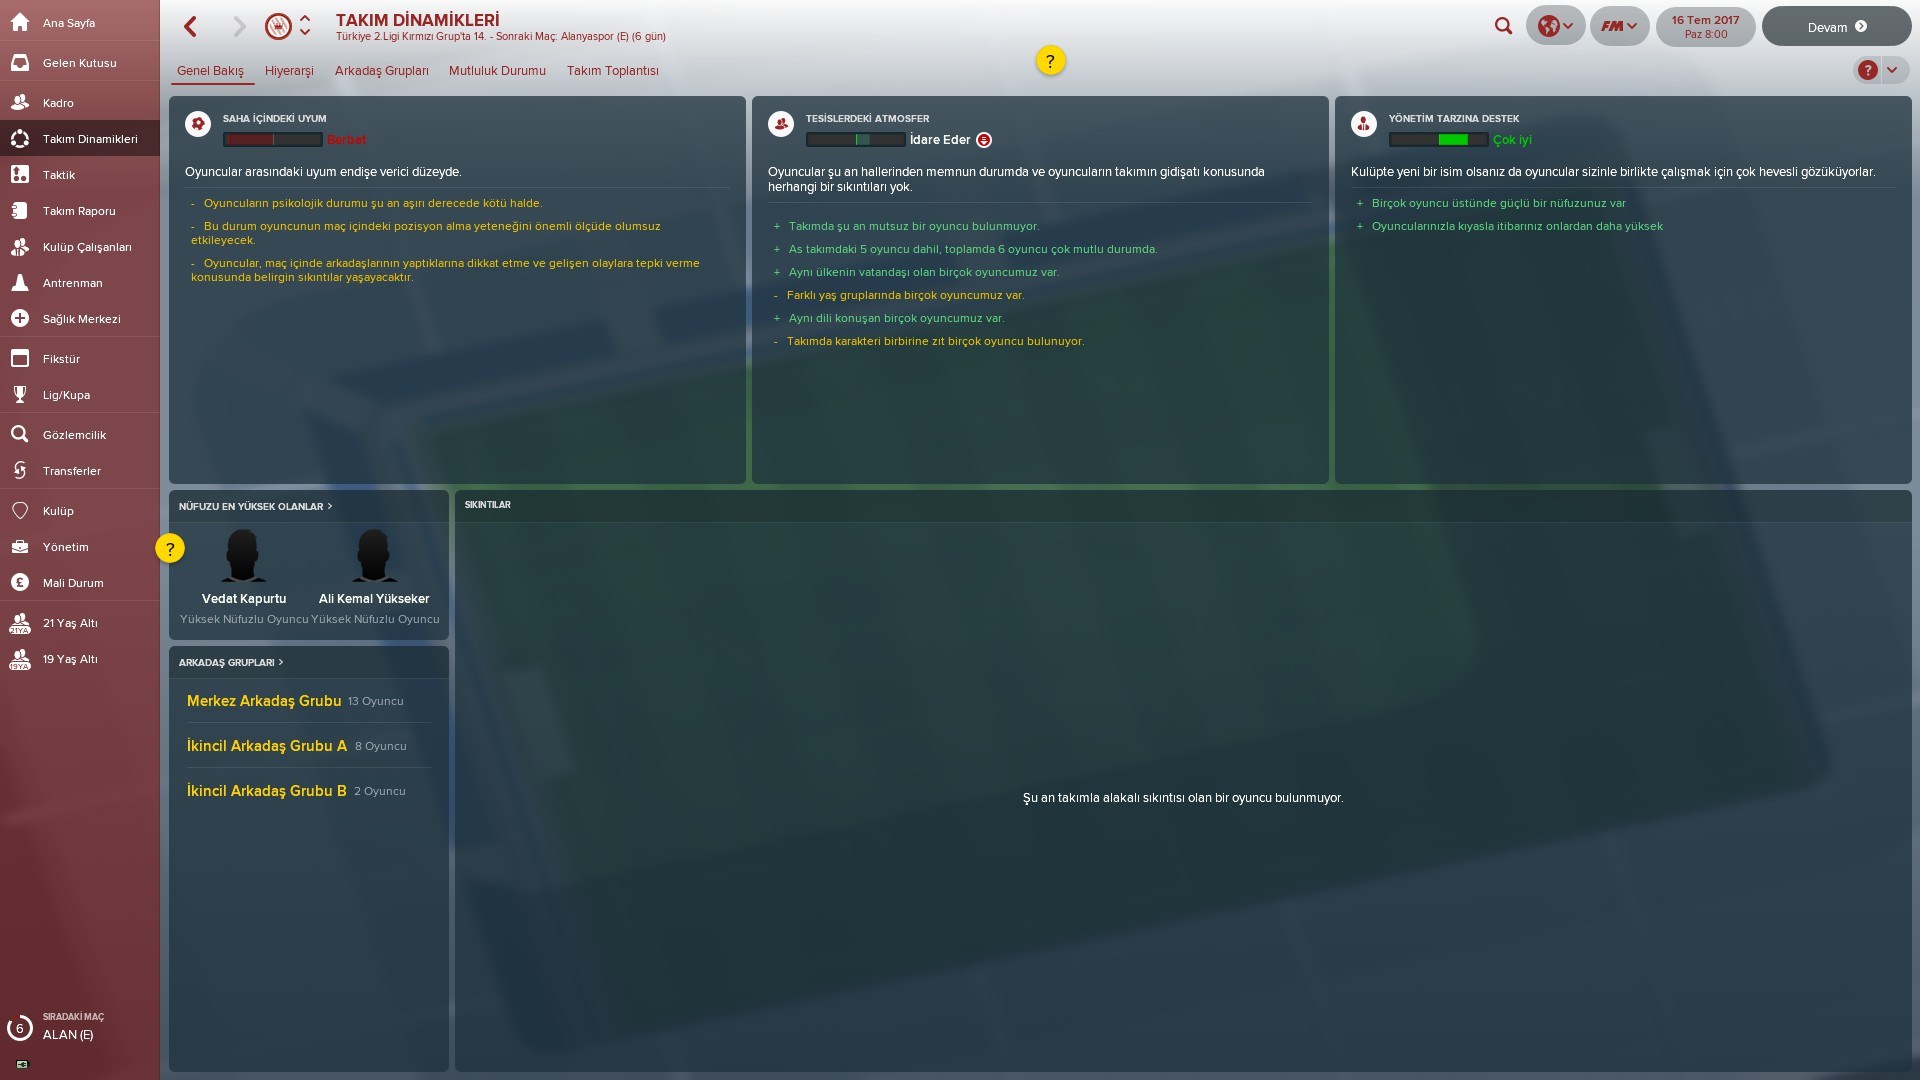 Ana Sayfa
Gelen Kutusu
Kadro
Takım Dinamikleri
Taktik
Takım Raporu
Kulüp Çalışanları
Antrenman
Sağlık Merkezi
Fikstür
Lig/Kupa
Gözlemcilik
Transferler
Kulüp
Yönetim
Mali Durum
21YA
21 Yaş Altı
19YA
19 Yaş Altı
6
SIRADAKİ MAÇ
ALAN (E)
TAKIM DİNAMİKLERİ
Türkiye 2.Ligi Kırmızı Grup'ta 14. - Sonraki Maç: Alanyaspor (E) (6 gün)
FM
16 Tem 2017
Paz 8:00
Devam
Genel Bakış
Hiyerarşi
Arkadaş Grupları
Mutluluk Durumu
Takım Toplantısı
?
?
SAHA İÇİNDEKİ UYUM
Berbat
Oyuncular arasındaki uyum endişe verici düzeyde.
- Oyuncuların psikolojik durumu şu an aşırı derecede kötü halde.
- Bu durum oyuncunun maç içindeki pozisyon alma yeteneğini önemli ölçüde olumsuz
etkileyecek.
- Oyuncular, maç içinde arkadaşlarının yaptıklarına dikkat etme ve gelişen olaylara tepki verme
konusunda belirgin sıkıntılar yaşayacaktır.
TESİSLERDEKİ ATMOSFER
İdare Eder
Oyuncular şu an hallerinden memnun durumda ve oyuncuların takımın gidişatı konusunda
herhangi bir sıkıntıları yok.
+ Takımda şu an mutsuz bir oyuncu bulunmuyor.
+ As takımdaki 5 oyuncu dahil, toplamda 6 oyuncu çok mutlu durumda.
+ Aynı ülkenin vatandaşı olan birçok oyuncumuz var.
- Farklı yaş gruplarında birçok oyuncumuz var.
+ Aynı dili konuşan birçok oyuncumuz var.
- Takımda karakteri birbirine zıt birçok oyuncu bulunuyor.
YÖNETİM TARZINA DESTEK
Çok iyi
Kulüpte yeni bir isim olsanız da oyuncular sizinle birlikte çalışmak için çok hevesli gözüküyorlar.
+ Birçok oyuncu üstünde güçlü bir nüfuzunuz var
+ Oyuncularınızla kıyasla itibarınız onlardan daha yüksek
NÜFUZU EN YÜKSEK OLANLAR >
?
Vedat Kapurtu
Yüksek Nüfuzlu Oyuncu
Ali Kemal Yükseker
Yüksek Nüfuzlu Oyuncu
ARKADAŞ GRUPLARI >
Merkez Arkadaş Grubu 13 Oyuncu
İkincil Arkadaş Grubu A 8 Oyuncu
İkincil Arkadaş Grubu B 2 Oyuncu
SIKINTILAR
Şu an takımla alakalı sıkıntısı olan bir oyuncu bulunmuyor.